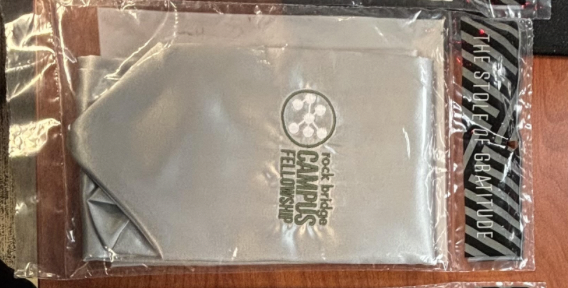 rock bridge
CAMPUS
FELLOWSHIP
THE STOLE OF GRATITUDE